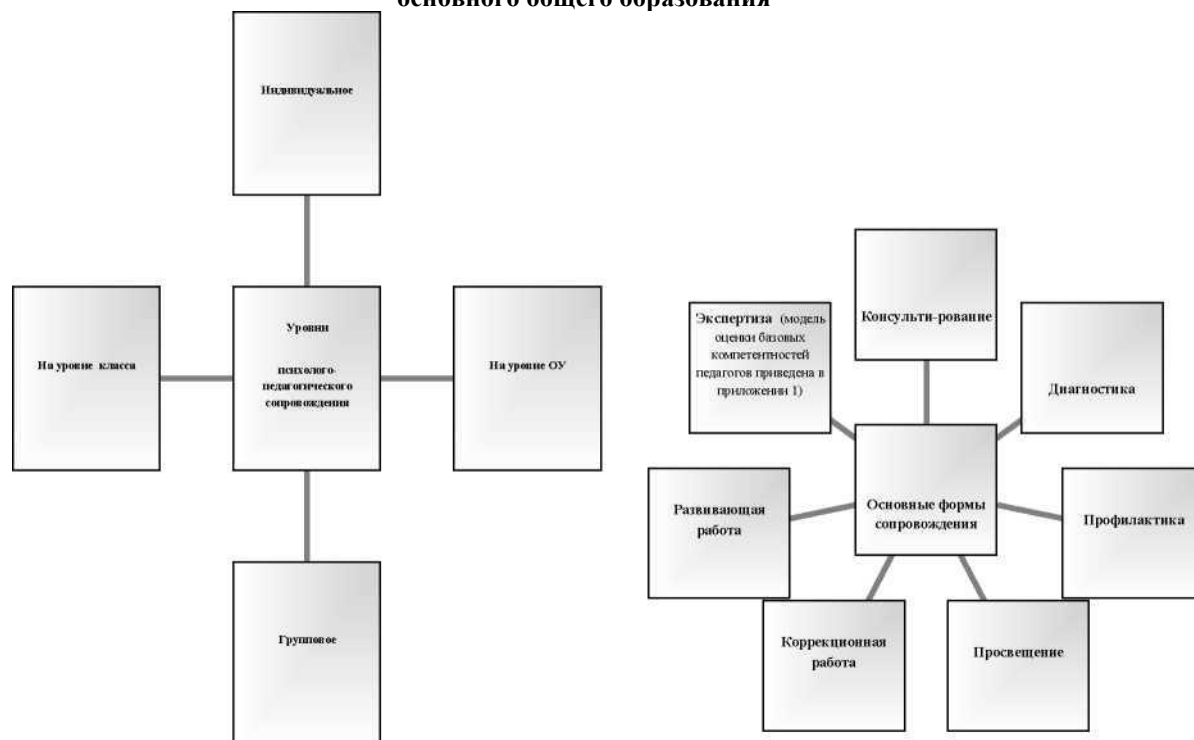 основного общего образования
Индивидуальное
На уровне класса
Уровни
психолого-
педагогического
сопровождения
На уровне ОУ
Групповое
Консульти-рование
Экспертиза (модель
оценки базовых
компетентностей
педагогов приведена в
приложении 1)
Диагностика
Развивающая
работа
Основные формы
сопровождения
Профилактика
Коррекционная
работа
Просвещение